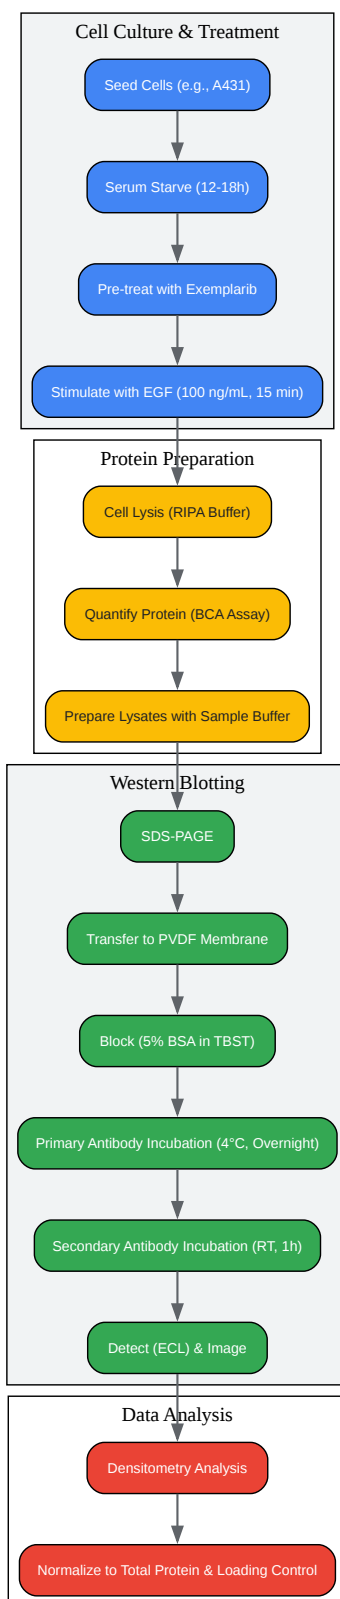 Cell Culture & Treatment
Seed Cells (e.g., A431)
Serum Starve (12-18h)
Pre-treat with Exemplarib
Stimulate with EGF (100 ng/mL, 15 min)
Protein Preparation
Cell Lysis (RIPA Buffer)
Quantify Protein (BCA Assay)
Prepare Lysates with Sample Buffer
Western Blotting
SDS-PAGE
Transfer to PVDF Membrane
Block (5% BSA in TBST)
Primary Antibody Incubation (4°C, Overnight)
Secondary Antibody Incubation (RT, 1h)
Detect (ECL) & Image
Data Analysis
Densitometry Analysis
Normalize to Total Protein & Loading Control